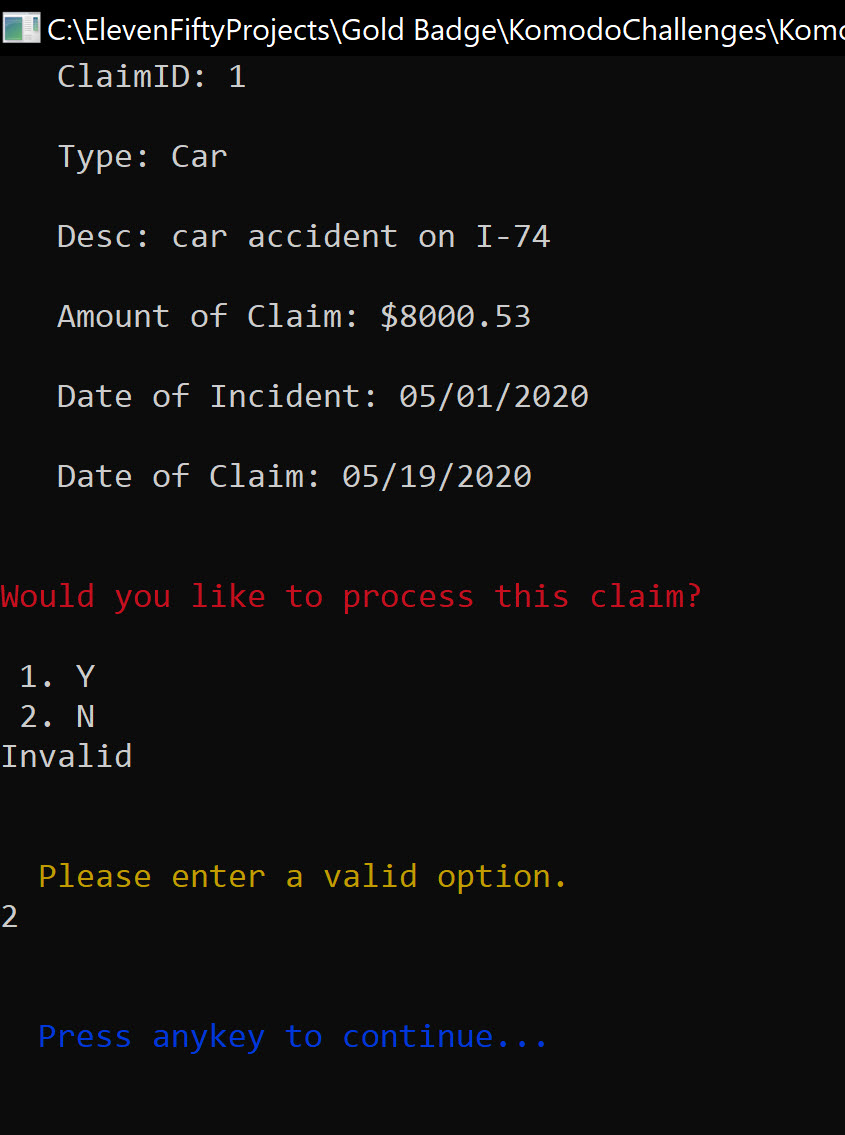 C:\ElevenFiftyProjects\Gold Badge\KomodoChallenges\Komo
ClaimID: 1
Type: Car
Desc: car accident on I-74
Amount of Claim: $8000.53
Date of Incident: 05/01/2020
Date of Claim: 05/19/2020
Would you like to process this claim?
1. Y
2. N
Invalid
Please enter a valid option.
2
Press anykey to continue...